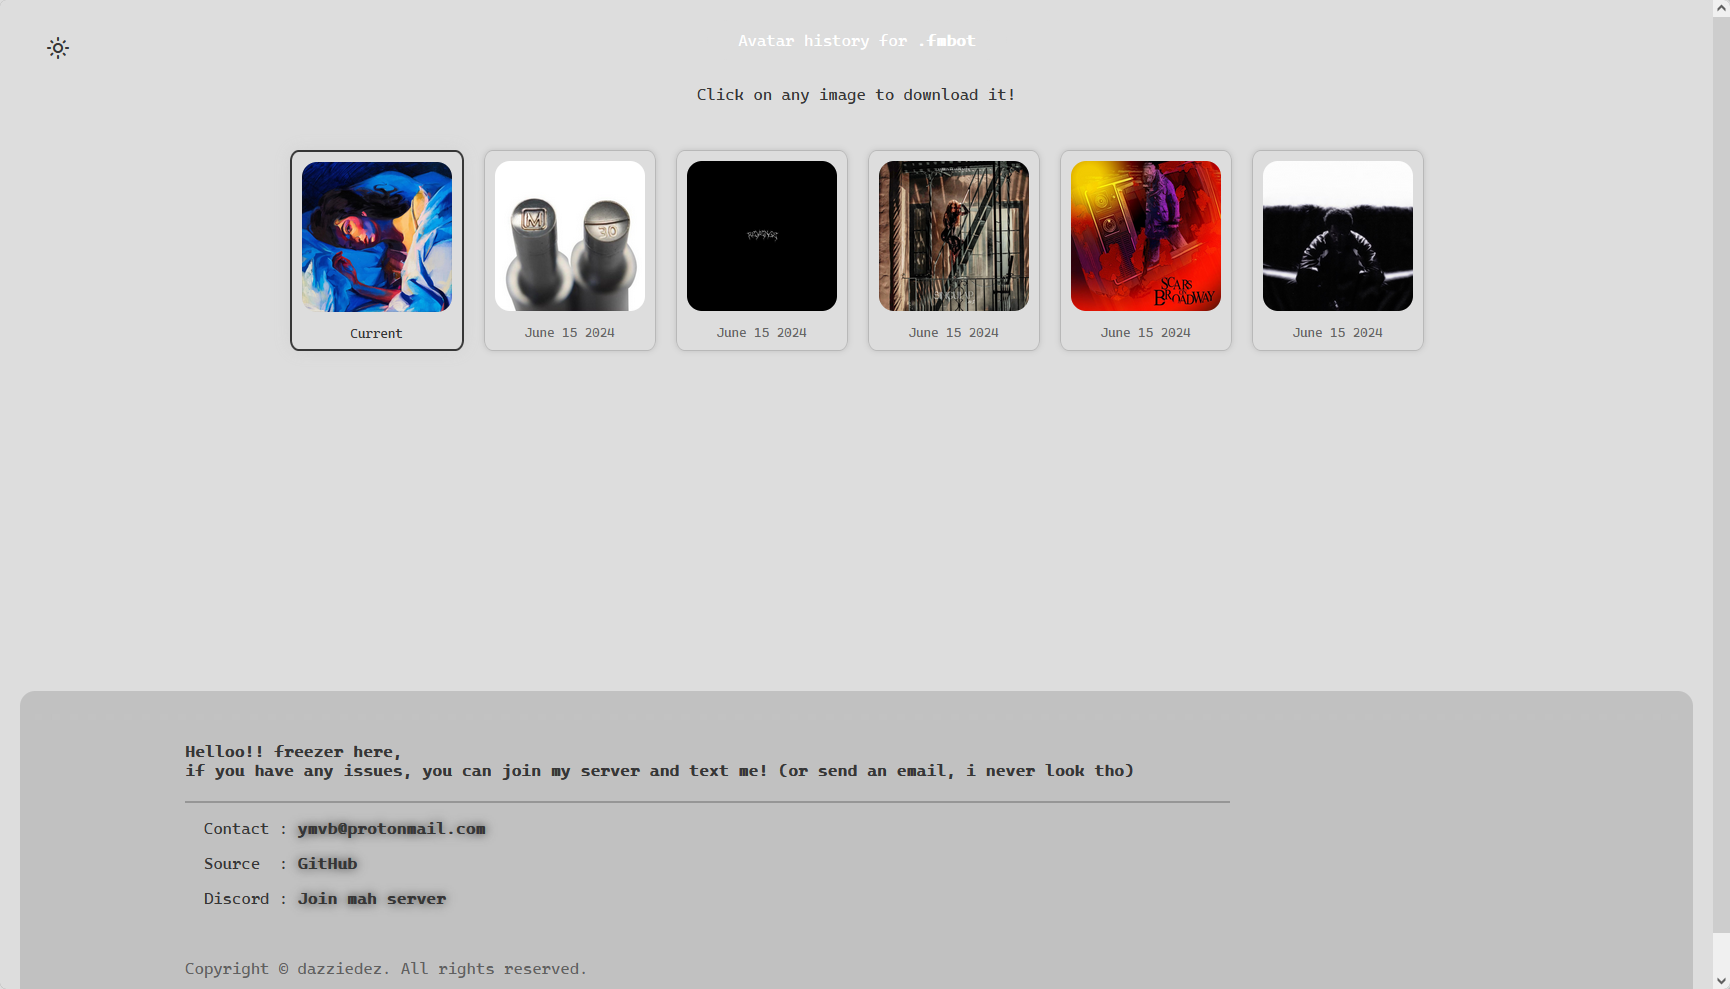 Avatar history for .fmbot
Click on any image to download it!
M
30
SCARS
ON
BROADWAY
Current
June 15 2024
June 15 2024
June 15 2024
June 15 2024
June 15 2024
Helloo!! freezer here,
if you have any issues, you can join my server and text me! (or send an email, i never look tho)
Contact : ymvb@protonmail.com
Source : GitHub
Discord : Join mah server
Copyright © dazziedez. All rights reserved.